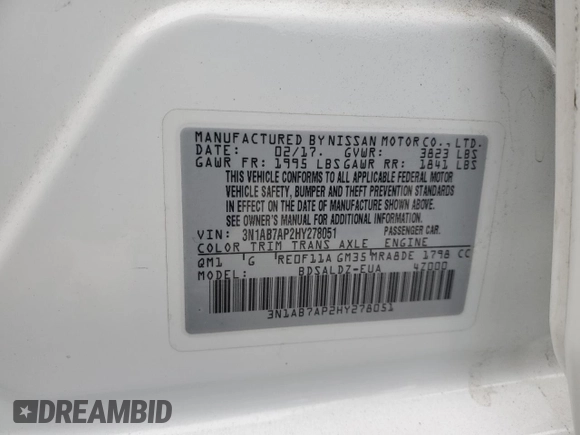 MANUFACTURED BY NISSAN MOTOR CO., LTD.
DATE: 02/17. GVWR: 3823 LBS
GAWR FR: 1995 LBS GAWR RR: 1841 LBS
THIS VEHICLE CONFORMS TO ALL APPLICABLE FEDERAL MOTOR
VEHICLE SAFETY, BUMPER AND THEFT PREVENTION STANDARDS
IN EFFECT ON THE DATE OF MANUFACTURE SHOWN ABOVE.
SEE OWNER'S MANUAL FOR ADDITIONAL INFORMATION.
VIN: 3N1AB7AP2HY278051 PASSENGER CAR.
COLOR TRIM TRANS AXLE ENGINE
QM1 G RE0F11A GM35 MRA8DE 1798 CC
MODEL: BDSALDZ-EUA 4Z000
3N1AB7AP2HY278051
DREAMBID